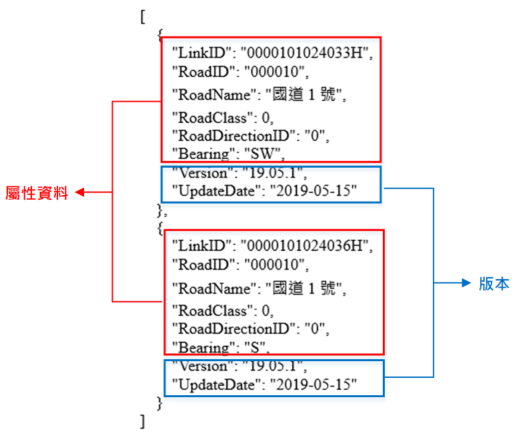 [
{
"LinkID": "0000101024033H",
"RoadID": "000010",
"RoadName": "國道 1 號",
"RoadClass": 0,
"RoadDirectionID": "0",
"Bearing": "SW",
"Version": "19.05.1",
"UpdateDate": "2019-05-15"
},
屬性資料
{
"LinkID": "0000101024036H",
"RoadID": "000010",
版本
"RoadName": "國道 1 號",
"RoadClass": 0,
"RoadDirectionID": "0",
"Bearing": "S",
"Version": "19.05.1",
"UpdateDate": "2019-05-15"
}
]